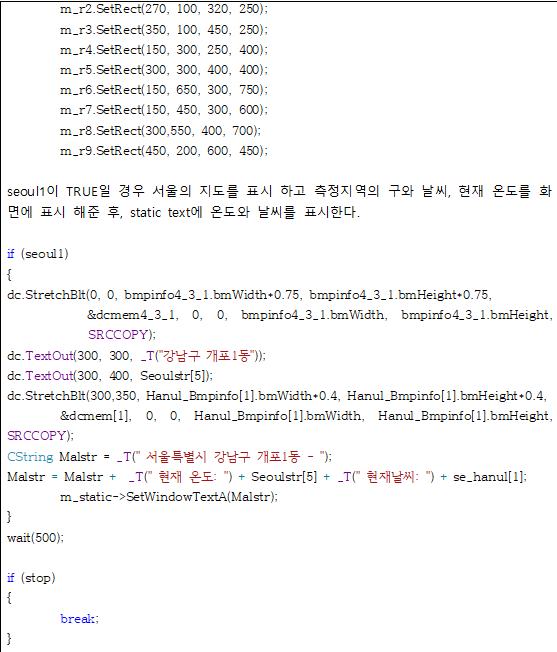 m_r2.SetRect(270, 100, 320, 250);
m_r3.SetRect(350, 100, 450, 250);
m_r4.SetRect(150, 300, 250, 400);
m_r5.SetRect(300, 300, 400, 400);
m_r6.SetRect(150, 650, 300, 750);
m_r7.SetRect(150, 450, 300, 600);
m_r8.SetRect(300,550, 400, 700);
m_r9.SetRect(450, 200, 600, 450);
seoul1이 TRUE일 경우 서울의 지도를 표시 하고 측정지역의 구와 날씨, 현재 온도를 화
면에 표시 해준 후, static text에 온도와 날씨를 표시한다.
if (seoul1)
{
dc.StretchBlt(0, 0, bmpinfo4_3_1.bmWidth*0.75, bmpinfo4_3_1.bmHeight*0.75,
&dcmem4_3_1, 0, 0, bmpinfo4_3_1.bmWidth, bmpinfo4_3_1.bmHeight,
SRCCOPY);
dc.TextOut(300, 300, _T("강남구 개포1동"));
dc.TextOut(300, 400, Seoulstr[5]);
dc.StretchBlt(300,350, Hanul_Bmpinfo[1].bmWidth*0.4, Hanul_Bmpinfo[1].bmHeight*0.4,
&dcmem[1], 0, 0, Hanul_Bmpinfo[1].bmWidth, Hanul_Bmpinfo[1].bmHeight,
SRCCOPY);
CString Malstr = _T(" 서울특별시 강남구 개포1동 - ");
Malstr = Malstr + _T(" 현재 온도: ") + Seoulstr[5] + _T(" 현재날씨: ") + se_hanul[1];
m_static->SetWindowTextA(Malstr);
}
wait(500);
if (stop)
{
break;
}